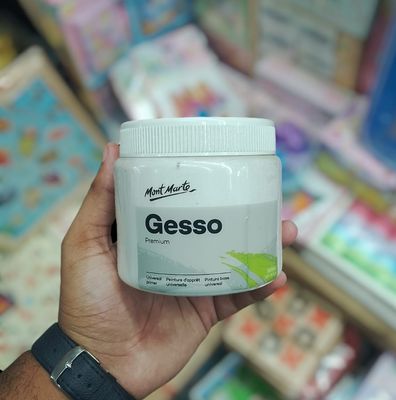 Mont Marte
Gesso
Premium
Universal Peinture d'apprêt Pintura base
primer universelle universal